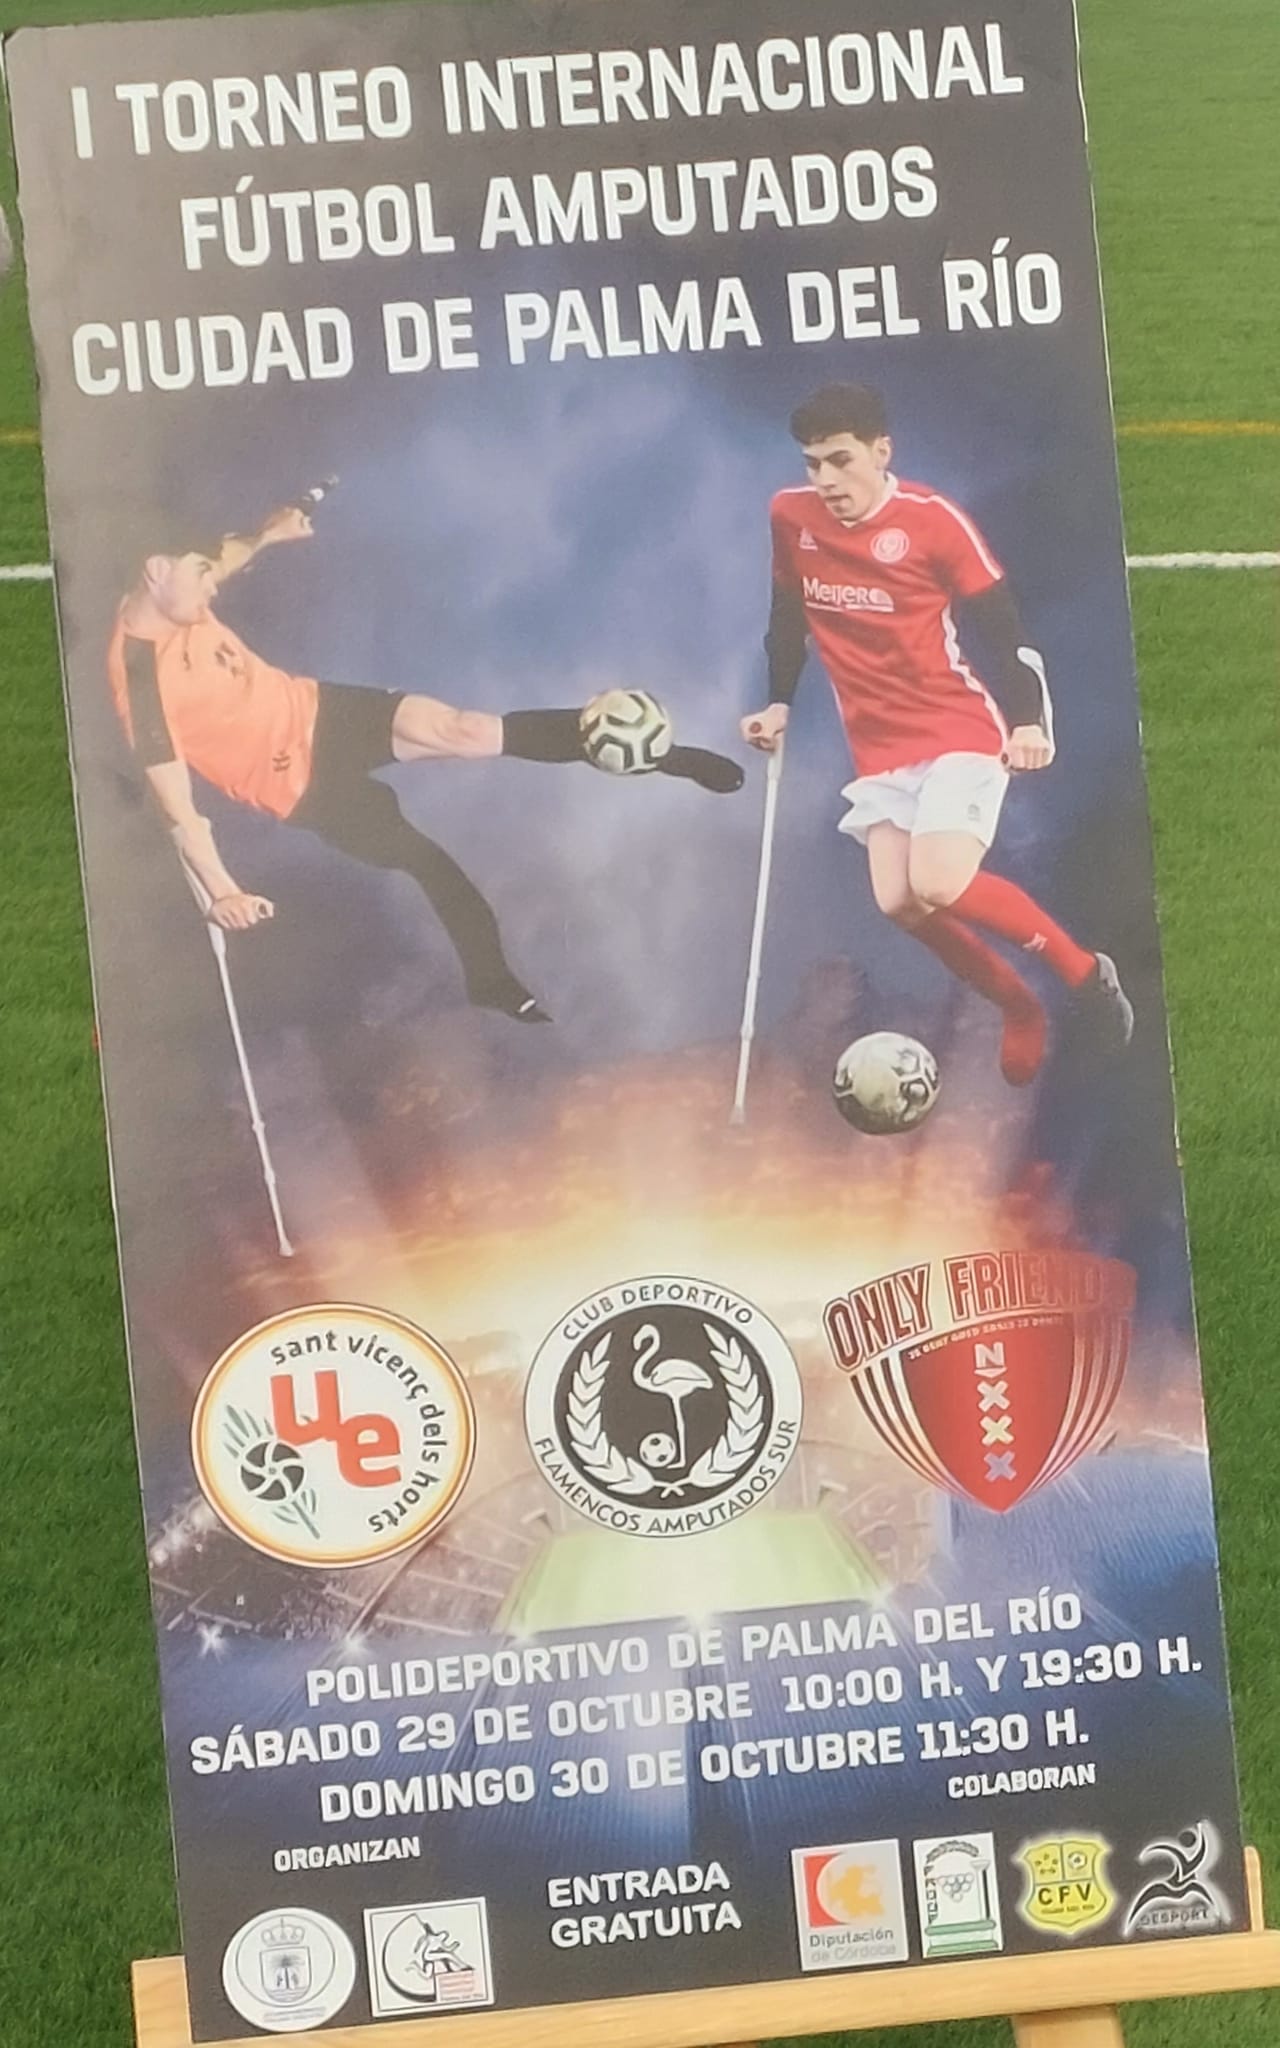 I TORNEO INTERNACIONAL
FÚTBOL AMPUTADOS
CIUDAD DE PALMA DEL RÍO
Meijer
sant vicenç dels horts
ue
CLUB DEPORTIVO
FLAMENCOS AMPUTADOS SUR
ONLY FRIENDS
POLIDEPORTIVO DE PALMA DEL RÍO
SÁBADO 29 DE OCTUBRE 10:00 H. Y 19:30 H.
DOMINGO 30 DE OCTUBRE 11:30 H.
COLABORAN
ORGANIZAN
ENTRADA
GRATUITA
Diputación
de Córdoba
CFV